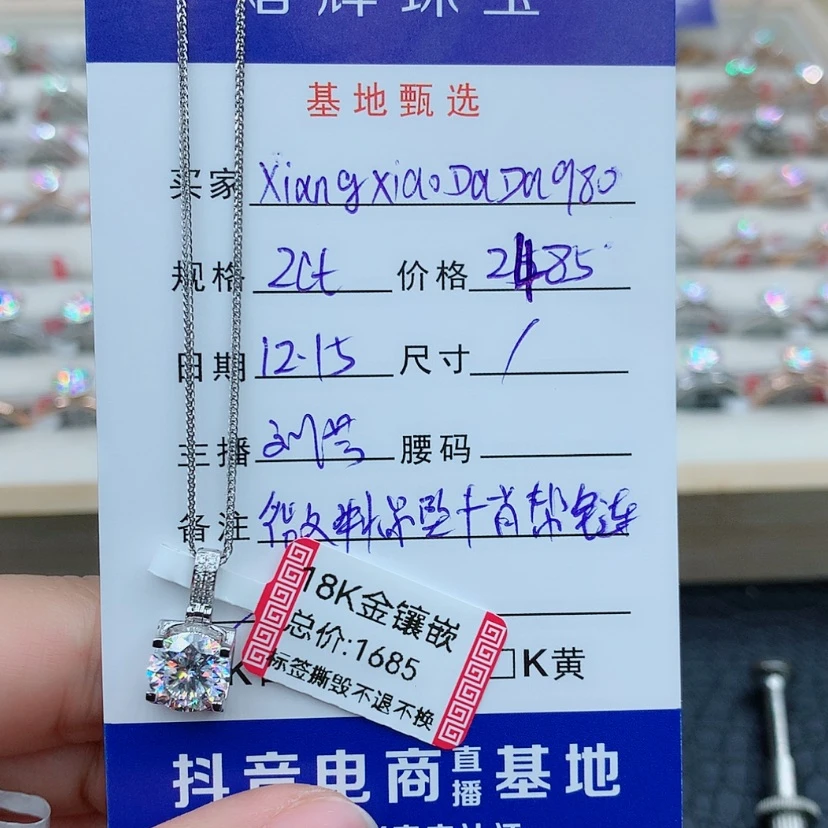 珠宝
基地甄选
买家 XiangxiaoDaDa980
规格 2ct 价格 2485
日期 12·15 尺寸 /
主播 腰码
备注
18K金镶嵌
总价:1685
标签撕毁不退不换
□K黄
抖音电商直播基地